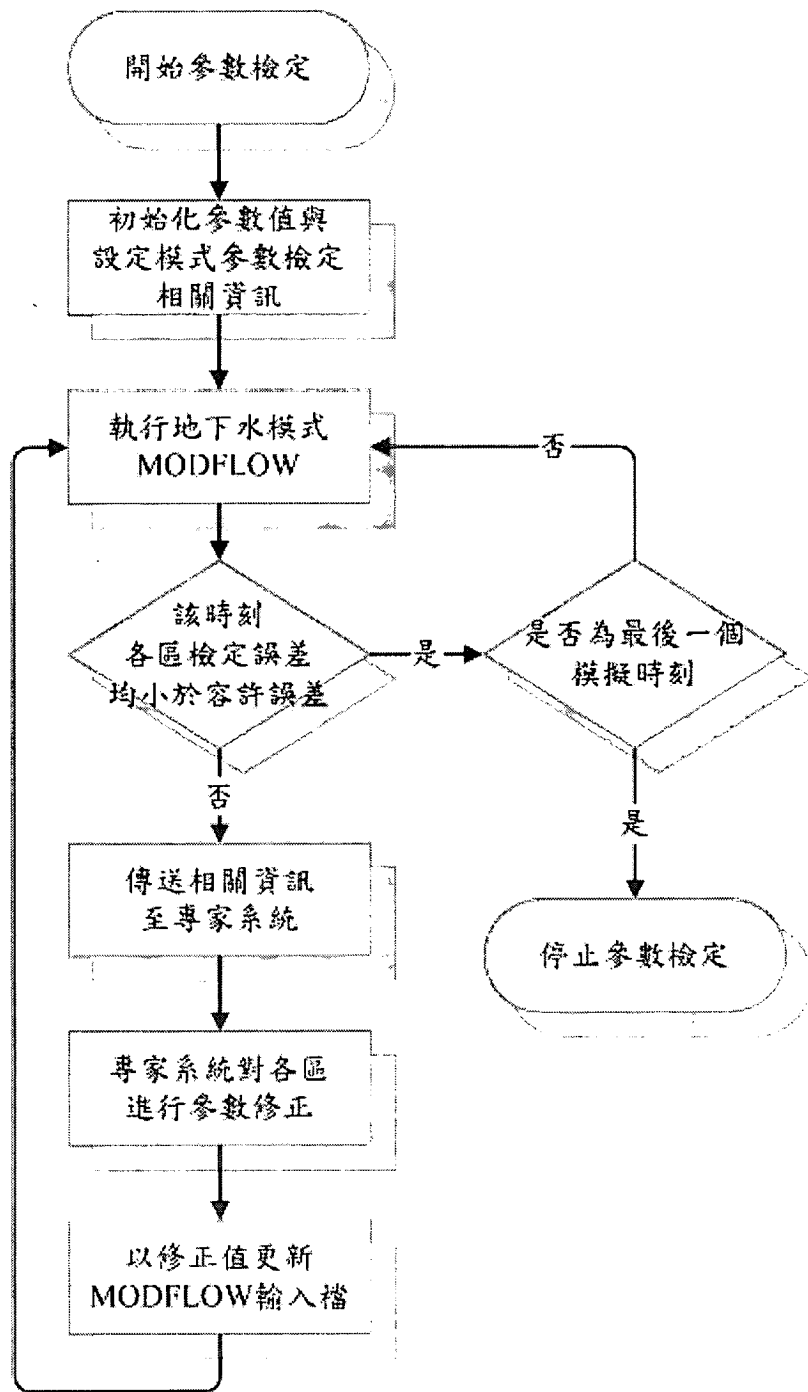 開始參數檢定
初始化參數值與
設定模式參數檢定
相關資訊
執行地下水模式
MODFLOW
否
該時刻
各區檢定誤差
均小於容許誤差
是
是否為最後一個
模擬時刻
否
是
傳送相關資訊
至專家系統
停止參數檢定
專家系統對各區
進行參數修正
以修正值更新
MODFLOW輸入檔